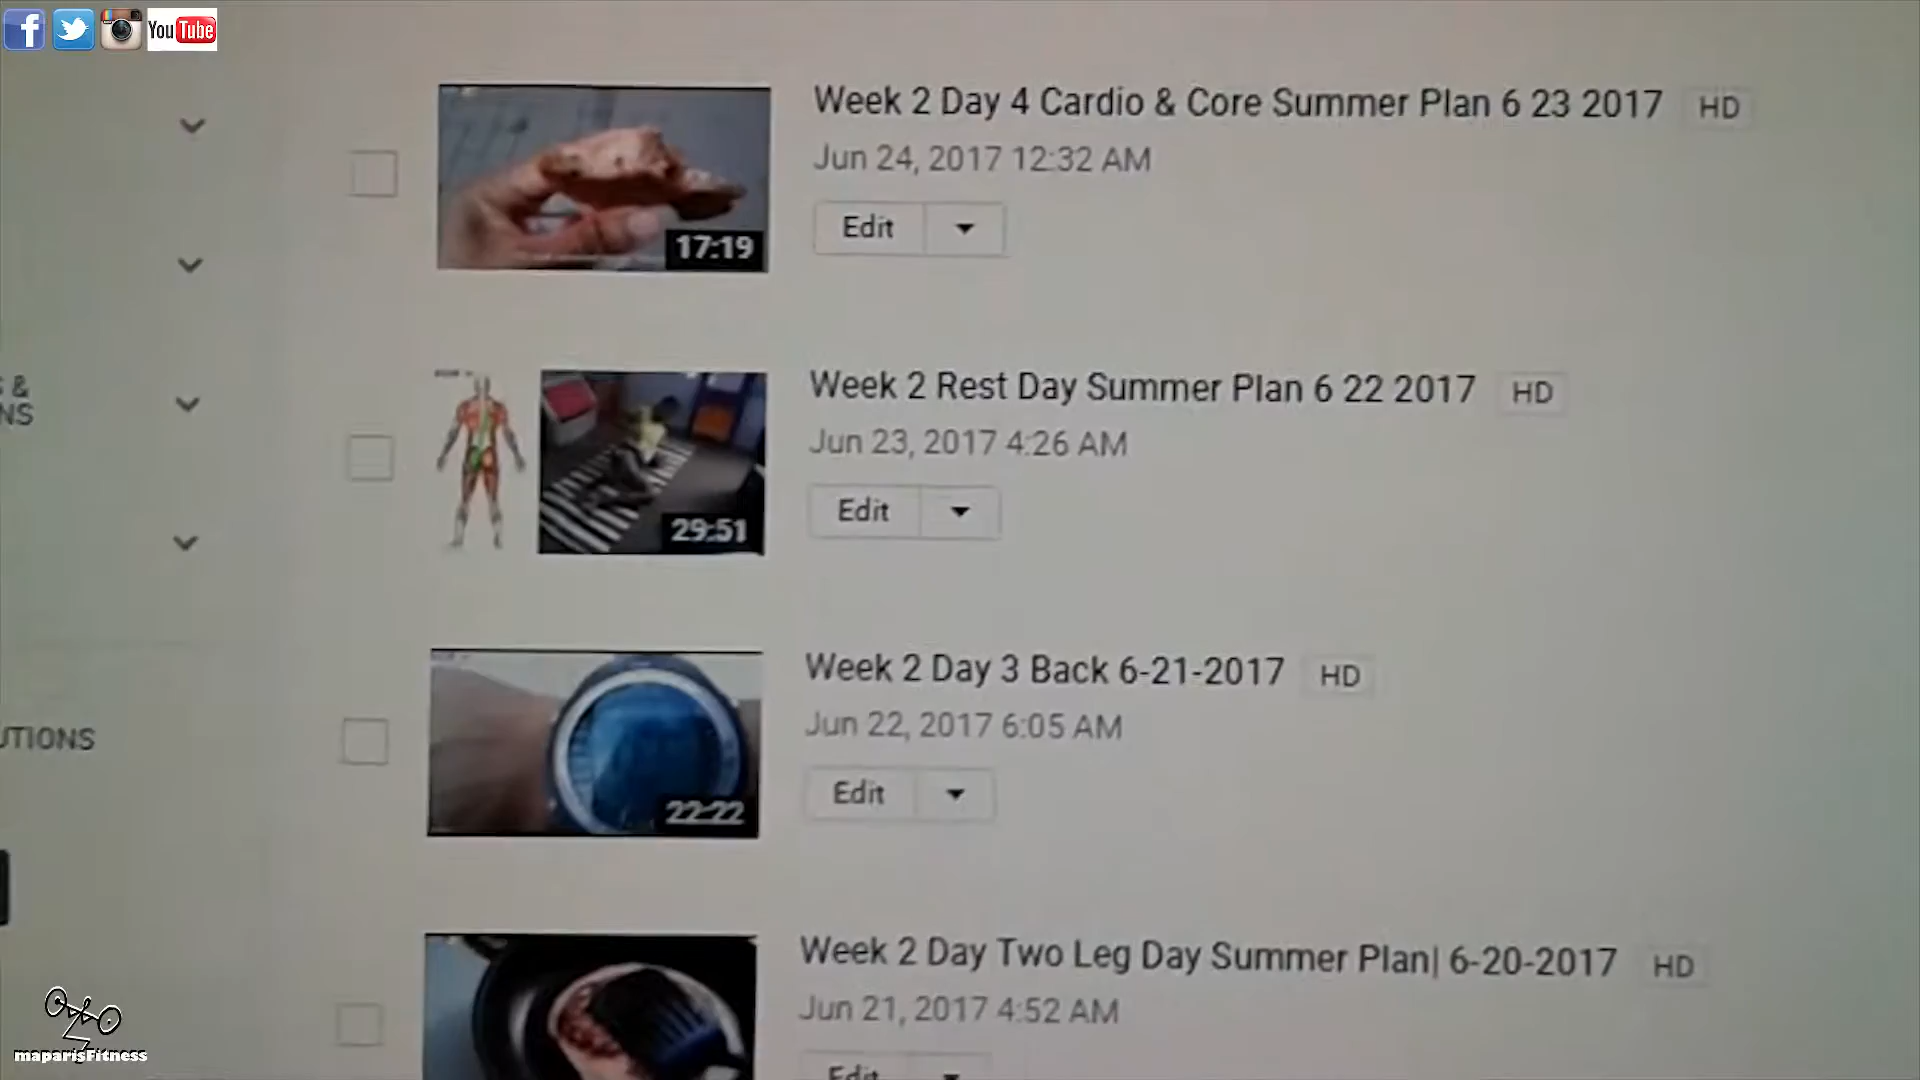 You Tube
Week 2 Day 4 Cardio & Core Summer Plan 6 23 2017 HD
Jun 24, 2017 12:32 AM
Edit
17:19
&
NS
Week 2 Rest Day Summer Plan 6 22 2017 HD
Jun 23, 2017 4:26 AM
Edit
29:51
Week 2 Day 3 Back 6-21-2017 HD
Jun 22, 2017 6:05 AM
UTIONS
Edit
22:22
Week 2 Day Two Leg Day Summer Plan| 6-20-2017 HD
Jun 21, 2017 4:52 AM
Edit
maparisFitness